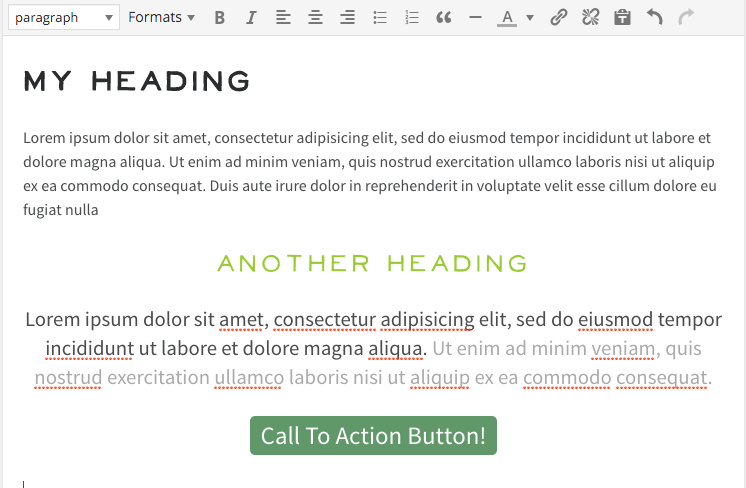 paragraph Formats B I A
MY HEADING
Lorem ipsum dolor sit amet, consectetur adipisicing elit, sed do eiusmod tempor incididunt ut labore et
dolore magna aliqua. Ut enim ad minim veniam, quis nostrud exercitation ullamco laboris nisi ut aliquip
ex ea commodo consequat. Duis aute irure dolor in reprehenderit in voluptate velit esse cillum dolore eu
fugiat nulla
ANOTHER HEADING
Lorem ipsum dolor sit amet, consectetur adipisicing elit, sed do eiusmod tempor
incididunt ut labore et dolore magna aliqua. Ut enim ad minim veniam, quis
nostrud exercitation ullamco laboris nisi ut aliquip ex ea commodo consequat.
Call To Action Button!